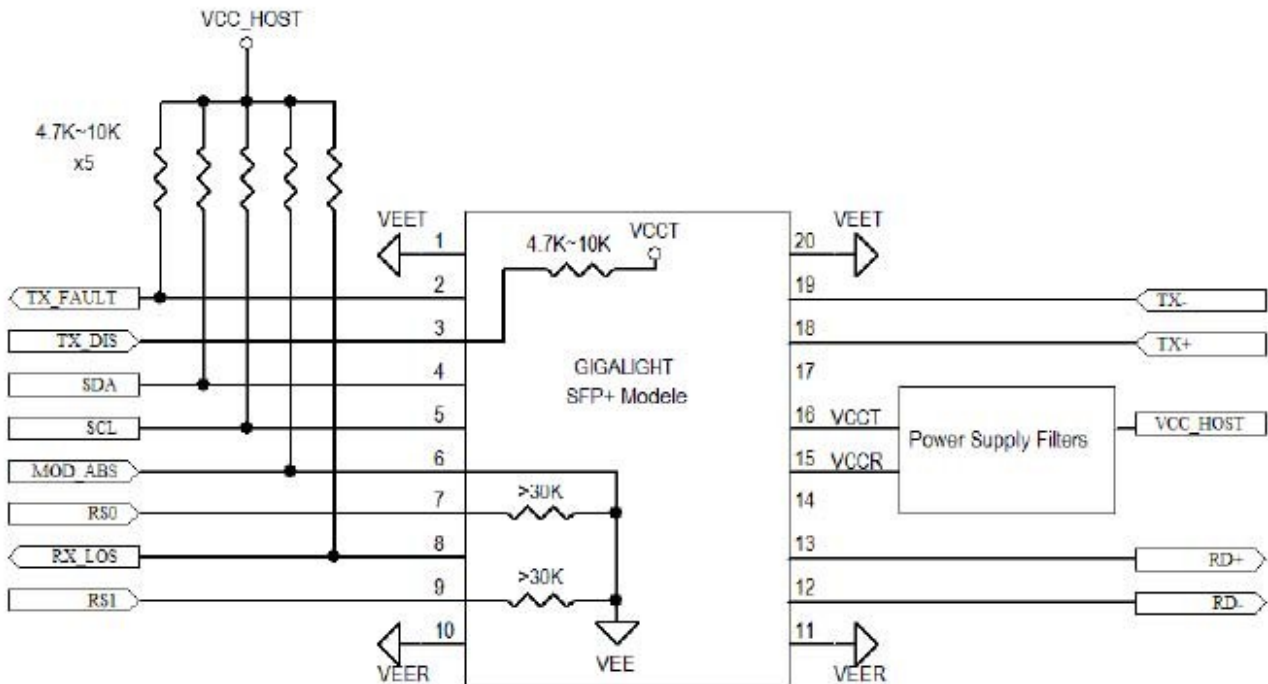 VCC_HOST
4.7K~10K
x5
VEET
1
4.7K~10K
VCCT
20
VEET
TX_FAULT
2
19
TX-
TX_DIS
3
18
TX+
SDA
4
GIGALIGHT
SFP+ Modele
17
SCL
5
16
VCCT
Power Supply Filters
VCC_HOST
MOD_ABS
6
15
VCCR
RS0
7
>30K
14
RX_LOS
8
13
RD+
RS1
9
>30K
12
RD-
10
VEER
VEE
11
VEER